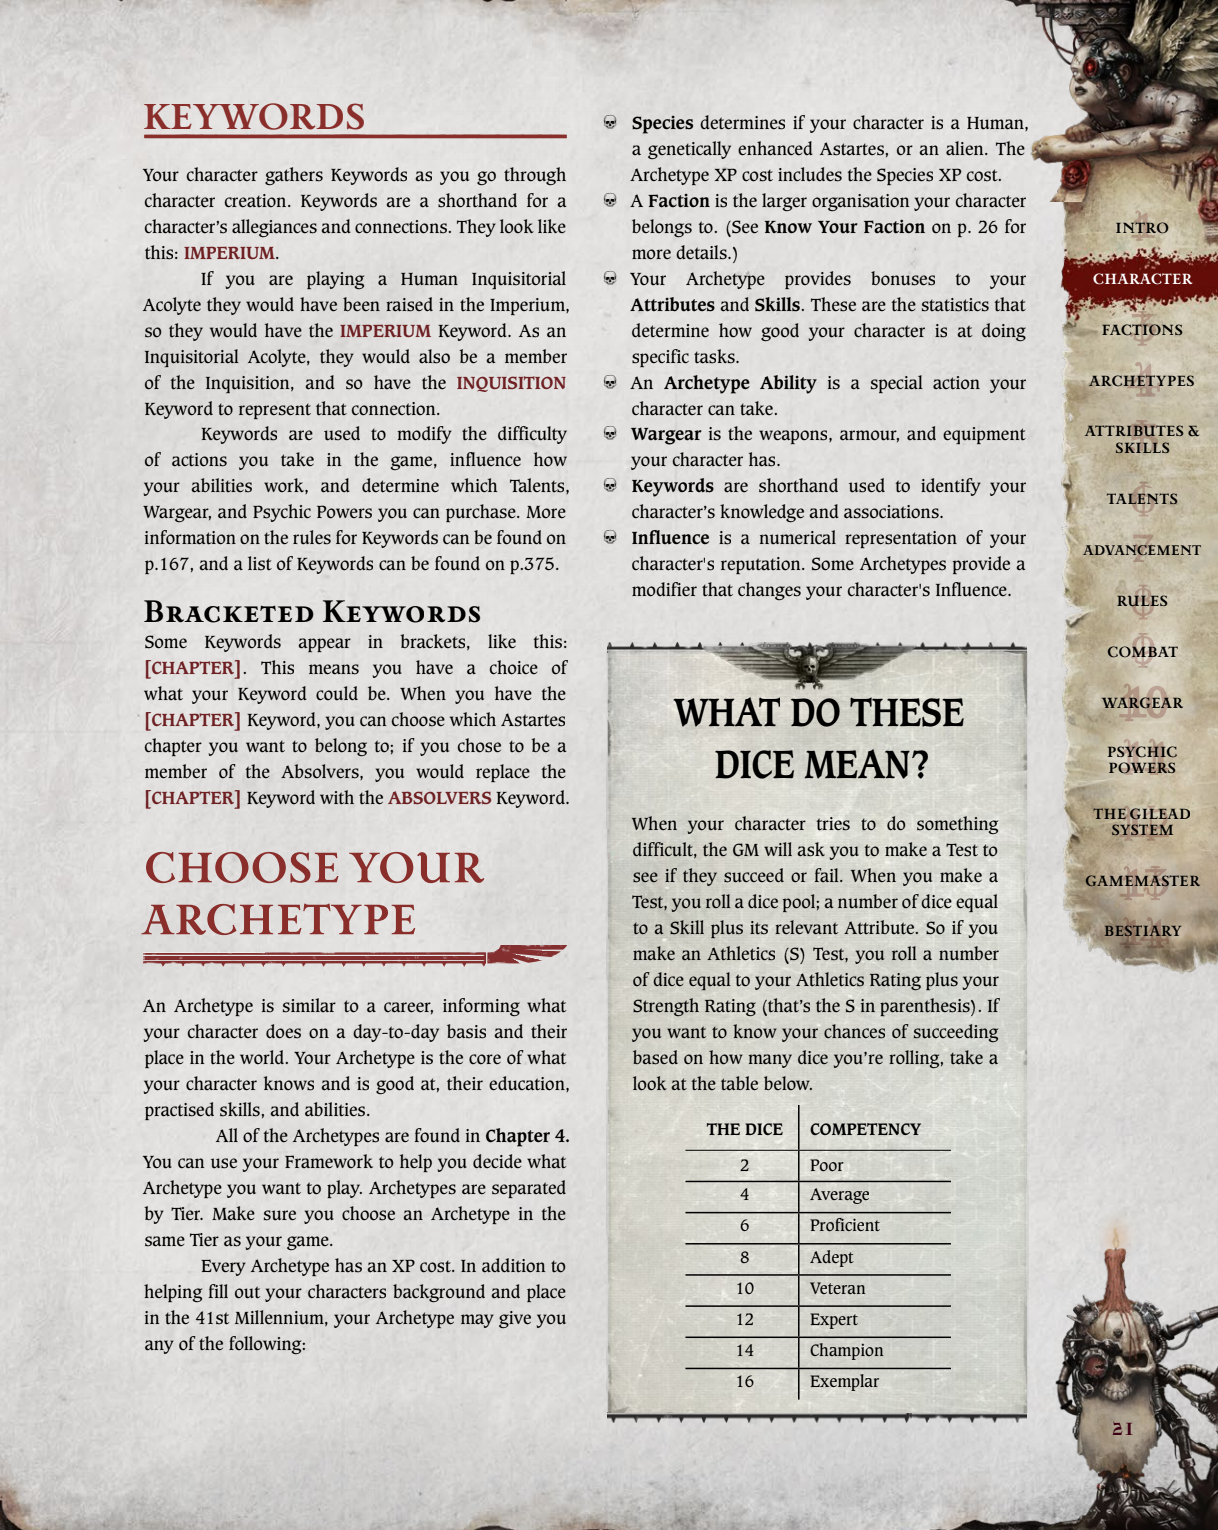 KEYWORDS
Your character gathers Keywords as you go through
character creation. Keywords are a shorthand for a
character’s allegiances and connections. They look like
this: IMPERIUM.
If you are playing a Human Inquisitorial
Acolyte they would have been raised in the Imperium,
so they would have the IMPERIUM Keyword. As an
Inquisitorial Acolyte, they would also be a member
of the Inquisition, and so have the INQUISITION
Keyword to represent that connection.
Keywords are used to modify the difficulty
of actions you take in the game, influence how
your abilities work, and determine which Talents,
Wargear, and Psychic Powers you can purchase. More
information on the rules for Keywords can be found on
p.167, and a list of Keywords can be found on p.375.
BRACKETED KEYWORDS
Some Keywords appear in brackets, like this:
[CHAPTER]. This means you have a choice of
what your Keyword could be. When you have the
[CHAPTER] Keyword, you can choose which Astartes
chapter you want to belong to; if you chose to be a
member of the Absolvers, you would replace the
[CHAPTER] Keyword with the ABSOLVERS Keyword.
CHOOSE YOUR
ARCHETYPE
An Archetype is similar to a career, informing what
your character does on a day-to-day basis and their
place in the world. Your Archetype is the core of what
your character knows and is good at, their education,
practised skills, and abilities.
All of the Archetypes are found in Chapter 4.
You can use your Framework to help you decide what
Archetype you want to play. Archetypes are separated
by Tier. Make sure you choose an Archetype in the
same Tier as your game.
Every Archetype has an XP cost. In addition to
helping fill out your characters background and place
in the 41st Millennium, your Archetype may give you
any of the following:
Species determines if your character is a Human,
a genetically enhanced Astartes, or an alien. The
Archetype XP cost includes the Species XP cost.
A Faction is the larger organisation your character
belongs to. (See Know Your Faction on p. 26 for
more details.)
Your Archetype provides bonuses to your
Attributes and Skills. These are the statistics that
determine how good your character is at doing
specific tasks.
An Archetype Ability is a special action your
character can take.
Wargear is the weapons, armour, and equipment
your character has.
Keywords are shorthand used to identify your
character’s knowledge and associations.
Influence is a numerical representation of your
character's reputation. Some Archetypes provide a
modifier that changes your character's Influence.
WHAT DO THESE
DICE MEAN?
When your character tries to do something
difficult, the GM will ask you to make a Test to
see if they succeed or fail. When you make a
Test, you roll a dice pool; a number of dice equal
to a Skill plus its relevant Attribute. So if you
make an Athletics (S) Test, you roll a number
of dice equal to your Athletics Rating plus your
Strength Rating (that’s the S in parenthesis). If
you want to know your chances of succeeding
based on how many dice you’re rolling, take a
look at the table below.
THE DICE COMPETENCY
2 Poor
4 Average
6 Proficient
8 Adept
10 Veteran
12 Expert
14 Champion
16 Exemplar
INTRO
CHARACTER
FACTIONS
ARCHETYPES
ATTRIBUTES &
SKILLS
TALENTS
ADVANCEMENT
RULES
COMBAT
WARGEAR
PSYCHIC
POWERS
THE GILEAD
SYSTEM
GAMEMASTER
BESTIARY
21